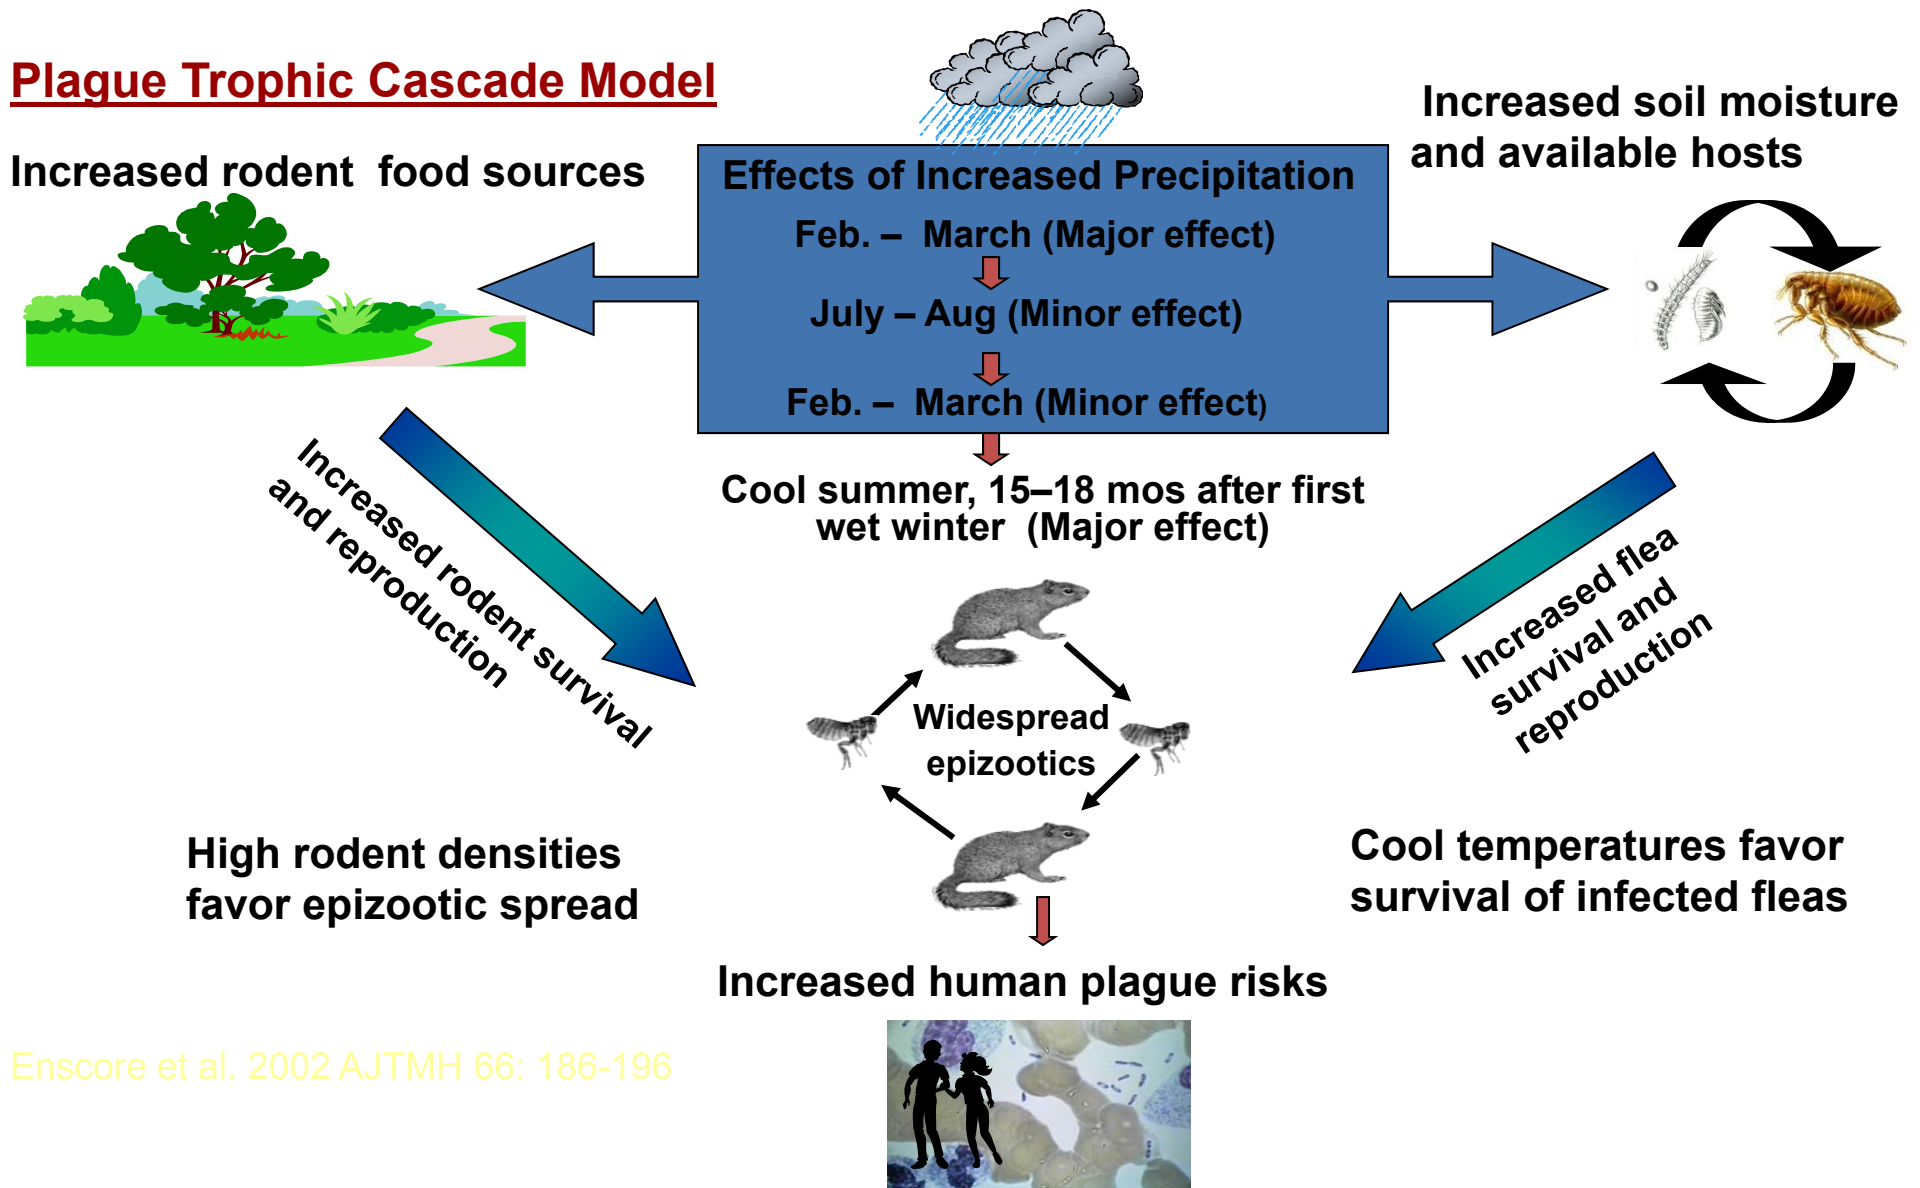 Plague Trophic Cascade Model
Increased rodent food sources
Effects of Increased Precipitation
Feb. – March (Major effect)
July – Aug (Minor effect)
Feb. – March (Minor effect)
Increased soil moisture
and available hosts
Cool summer, 15–18 mos after first
wet winter (Major effect)
Increased rodent survival
and reproduction
Increased flea
survival and
reproduction
Widespread
epizootics
High rodent densities
favor epizootic spread
Cool temperatures favor
survival of infected fleas
Increased human plague risks
Enscore et al. 2002 AJTMH 66: 186-196